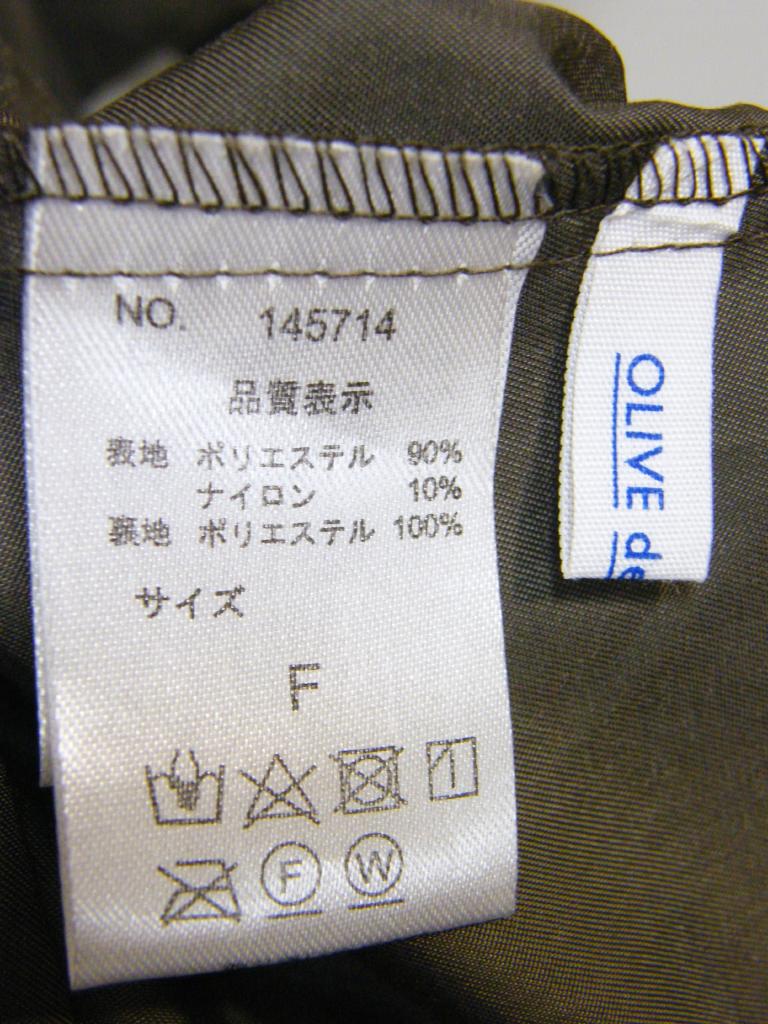 NO. 145714
品質表示
表地 ポリエステル 90%
ナイロン 10%
裏地 ポリエステル 100%
サイズ
F
F W
OLIVE de